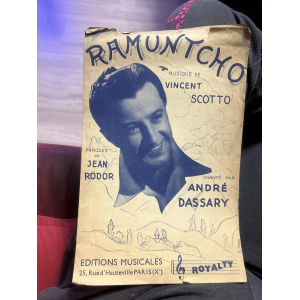 RAMUNTCHO
MUSIQUE DE
VINCENT
SCOTTO
PAROLES
DE
JEAN
RODOR
CHANTÉ PAR
ANDRÉ
DASSARY
EDITIONS MUSICALES
25, Rue d'Hauteville PARIS (Xe)
ROYALTY